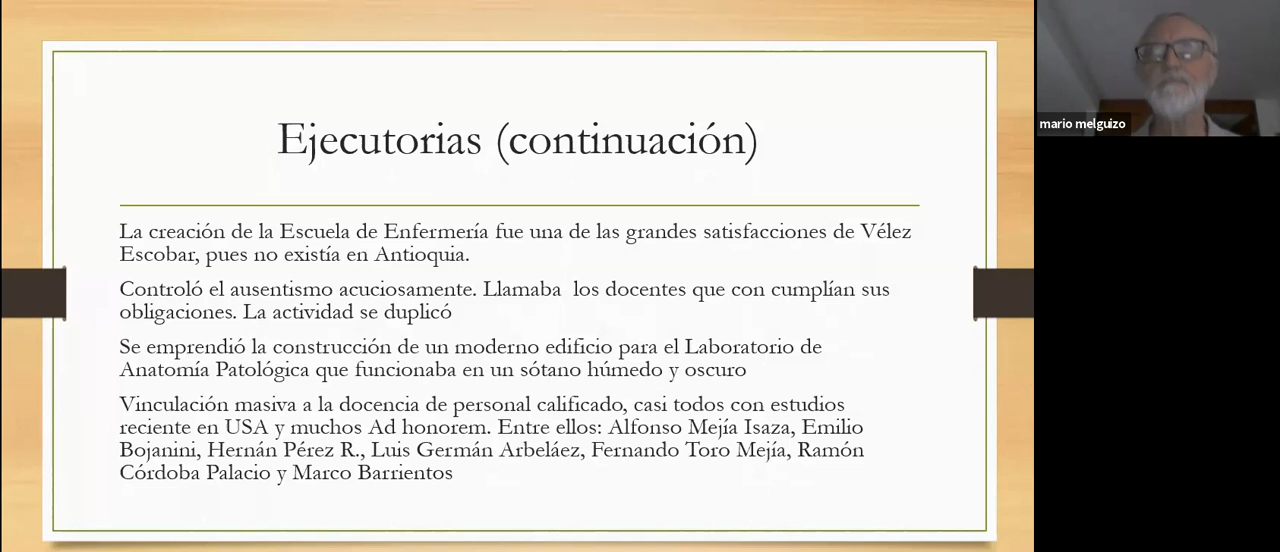 Ejecutorias (continuación)
La creación de la Escuela de Enfermería fue una de las grandes satisfacciones de Vélez
Escobar, pues no existía en Antioquia.
Controló el ausentismo acuciosamente. Llamaba  los docentes que con cumplían sus
obligaciones. La actividad se duplicó
Se emprendió la construcción de un moderno edificio para el Laboratorio de
Anatomía Patológica que funcionaba en un sótano húmedo y oscuro
Vinculación masiva a la docencia de personal calificado, casi todos con estudios
reciente en USA y muchos Ad honorem. Entre ellos: Alfonso Mejía Isaza, Emilio
Bojanini, Hernán Pérez R., Luis Germán Arbeláez, Fernando Toro Mejía, Ramón
Córdoba Palacio y Marco Barrientos
mario melguizo